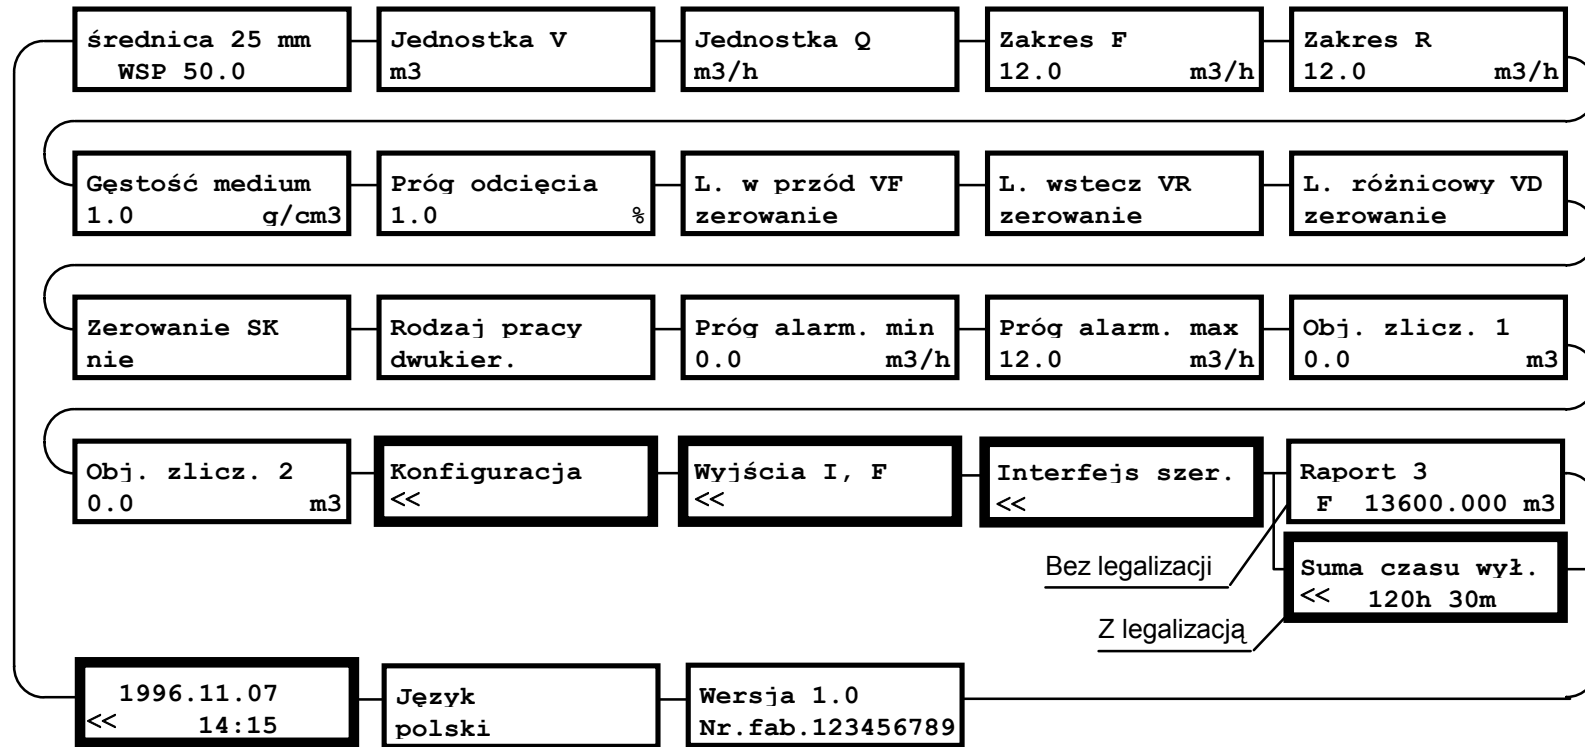 średnica 25 mm
WSP 50.0
Jednostka V
m3
Jednostka Q
m3/h
Zakres F
12.0 m3/h
Zakres R
12.0 m3/h
Gęstość medium
1.0 g/cm3
Próg odcięcia
1.0 %
L. w przód VF
zerowanie
L. wstecz VR
zerowanie
L. różnicowy VD
zerowanie
Zerowanie SK
nie
Rodzaj pracy
dwukier.
Próg alarm. min
0.0 m3/h
Próg alarm. max
12.0 m3/h
Obj. zlicz. 1
0.0 m3
Obj. zlicz. 2
0.0 m3
Konfiguracja
<<
Wyjścia I, F
<<
Interfejs szer.
<<
Raport 3
F 13600.000 m3
Bez legalizacji
Suma czasu wył.
<< 120h 30m
Z legalizacją
1996.11.07
<< 14:15
Język
polski
Wersja 1.0
Nr.fab.123456789